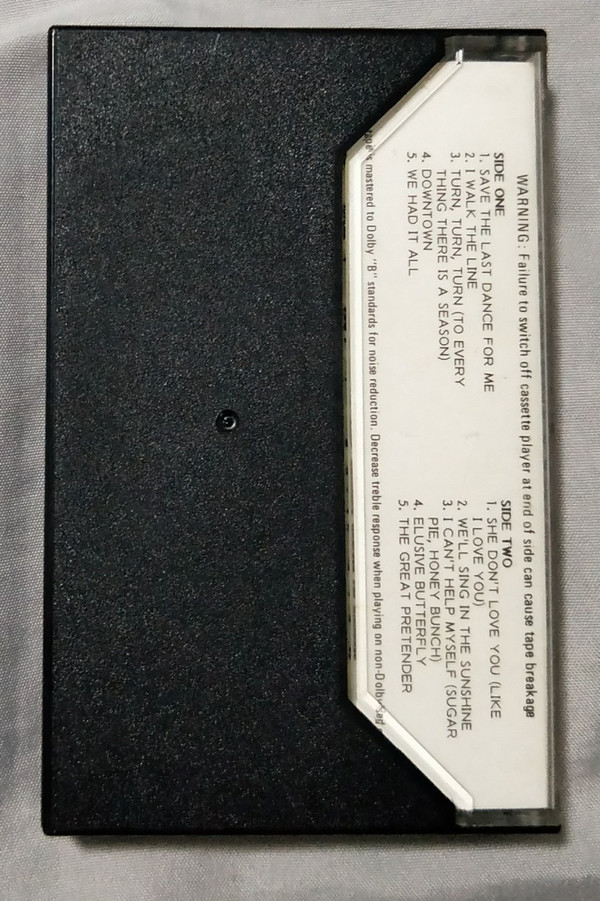 WARNING: Failure to switch off cassette player at end of side can cause tape breakage
SIDE ONE
1. SAVE THE LAST DANCE FOR ME
2. I WALK THE LINE
3. TURN, TURN, TURN (TO EVERY
THING THERE IS A SEASON)
4. DOWNTOWN
5. WE HAD IT ALL
SIDE TWO
1. SHE DON'T LOVE YOU (LIKE
I LOVE YOU)
2. WE'LL SING IN THE SUNSHINE
3. I CAN'T HELP MYSELF (SUGAR
PIE, HONEY BUNCH)
4. ELUSIVE BUTTERFLY
5. THE GREAT PRETENDER
mastered to Dolby "B" standards for noise reduction. Decrease treble response when playing on non-Dolby